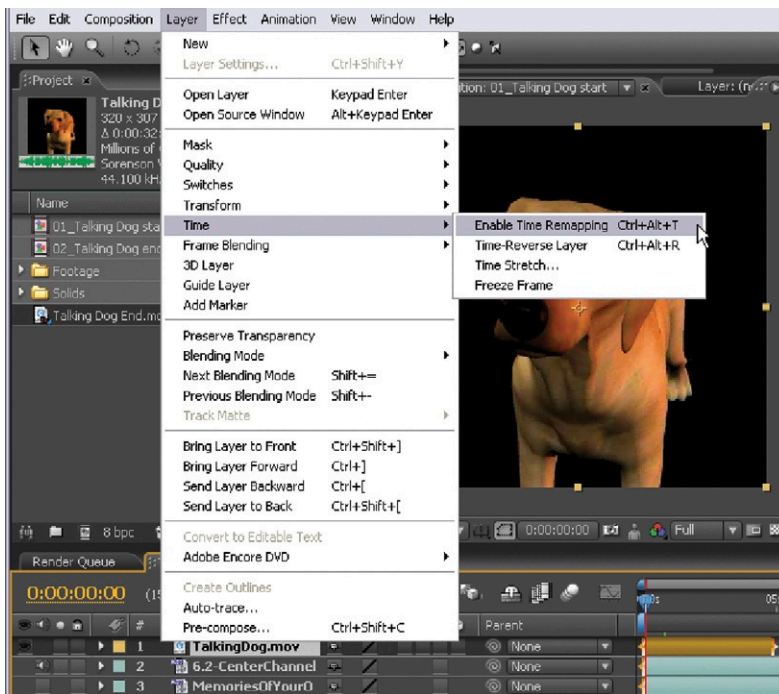 File Edit Composition Layer Effect Animation View Window Help
New
Layer Settings... Ctrl+Shift+Y
Open Layer Keypad Enter
Open Source Window Alt+Keypad Enter
Mask
Quality
Switches
Transform
Time
Frame Blending
3D Layer
Guide Layer
Add Marker
Preserve Transparency
Blending Mode
Next Blending Mode Shift+=
Previous Blending Mode Shift+-
Track Matte
Bring Layer to Front Ctrl+Shift+]
Bring Layer Forward Ctrl+]
Send Layer Backward Ctrl+[
Send Layer to Back Ctrl+Shift+[
Convert to Editable Text
Adobe Encore DVD
Create Outlines
Auto-trace...
Pre-compose... Ctrl+Shift+C
Enable Time Remapping Ctrl+Alt+T
Time-Reverse Layer Ctrl+Alt+R
Time Stretch...
Freeze Frame
Project
Talking D
320 x 307
Δ 0:00:32
Millions of
Sorenson
44.100 kH
Name
01_Talking Dog sta
02_Talking Dog end
Footage
Solids
Talking Dog End.mo
8 bpc
ition: 01_Talking Dog start
Layer: (n
0:00:00:00 Full
Render Queue
0:00:00:00 (15
05
# Parent
1 TalkingDog.mov None
2 6.2-CenterChannel None
3 MemoriesOfYourO None